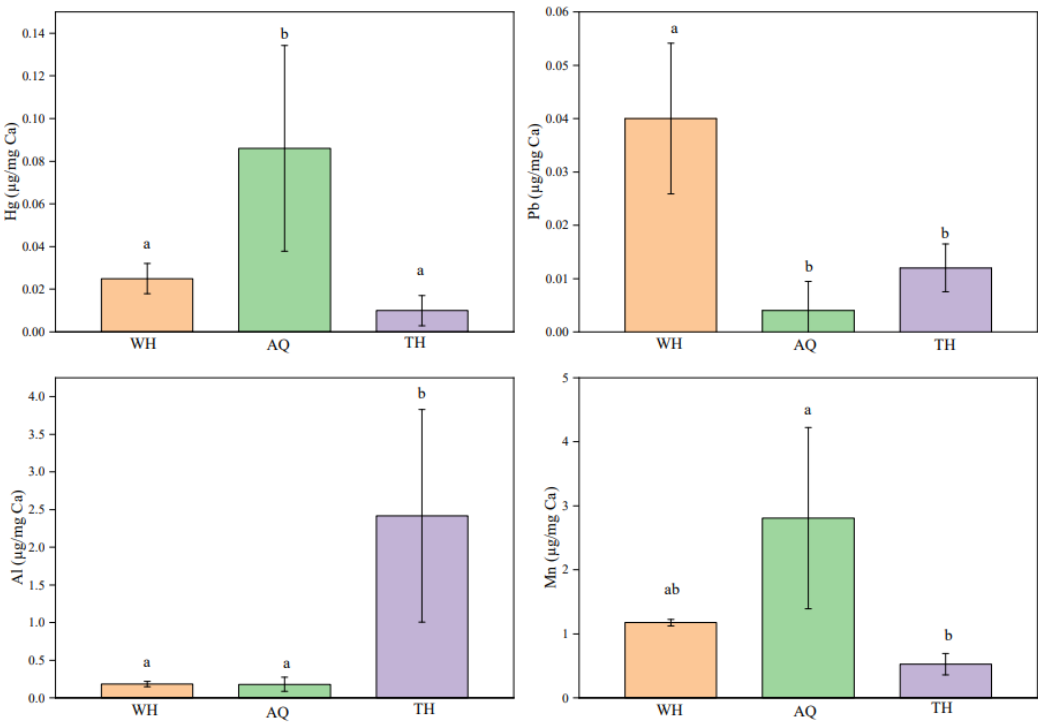 Hg (µg/mg Ca)
0.14
0.12
0.10
0.08
0.06
0.04
0.02
0.00
a
b
a
WH
AQ
TH
Pb (µg/mg Ca)
0.06
0.05
0.04
0.03
0.02
0.01
0.00
a
b
b
WH
AQ
TH
Al (µg/mg Ca)
4.0
3.5
3.0
2.5
2.0
1.5
1.0
0.5
0.0
a
a
b
WH
AQ
TH
Mn (µg/mg Ca)
5
4
3
2
1
0
ab
a
b
WH
AQ
TH